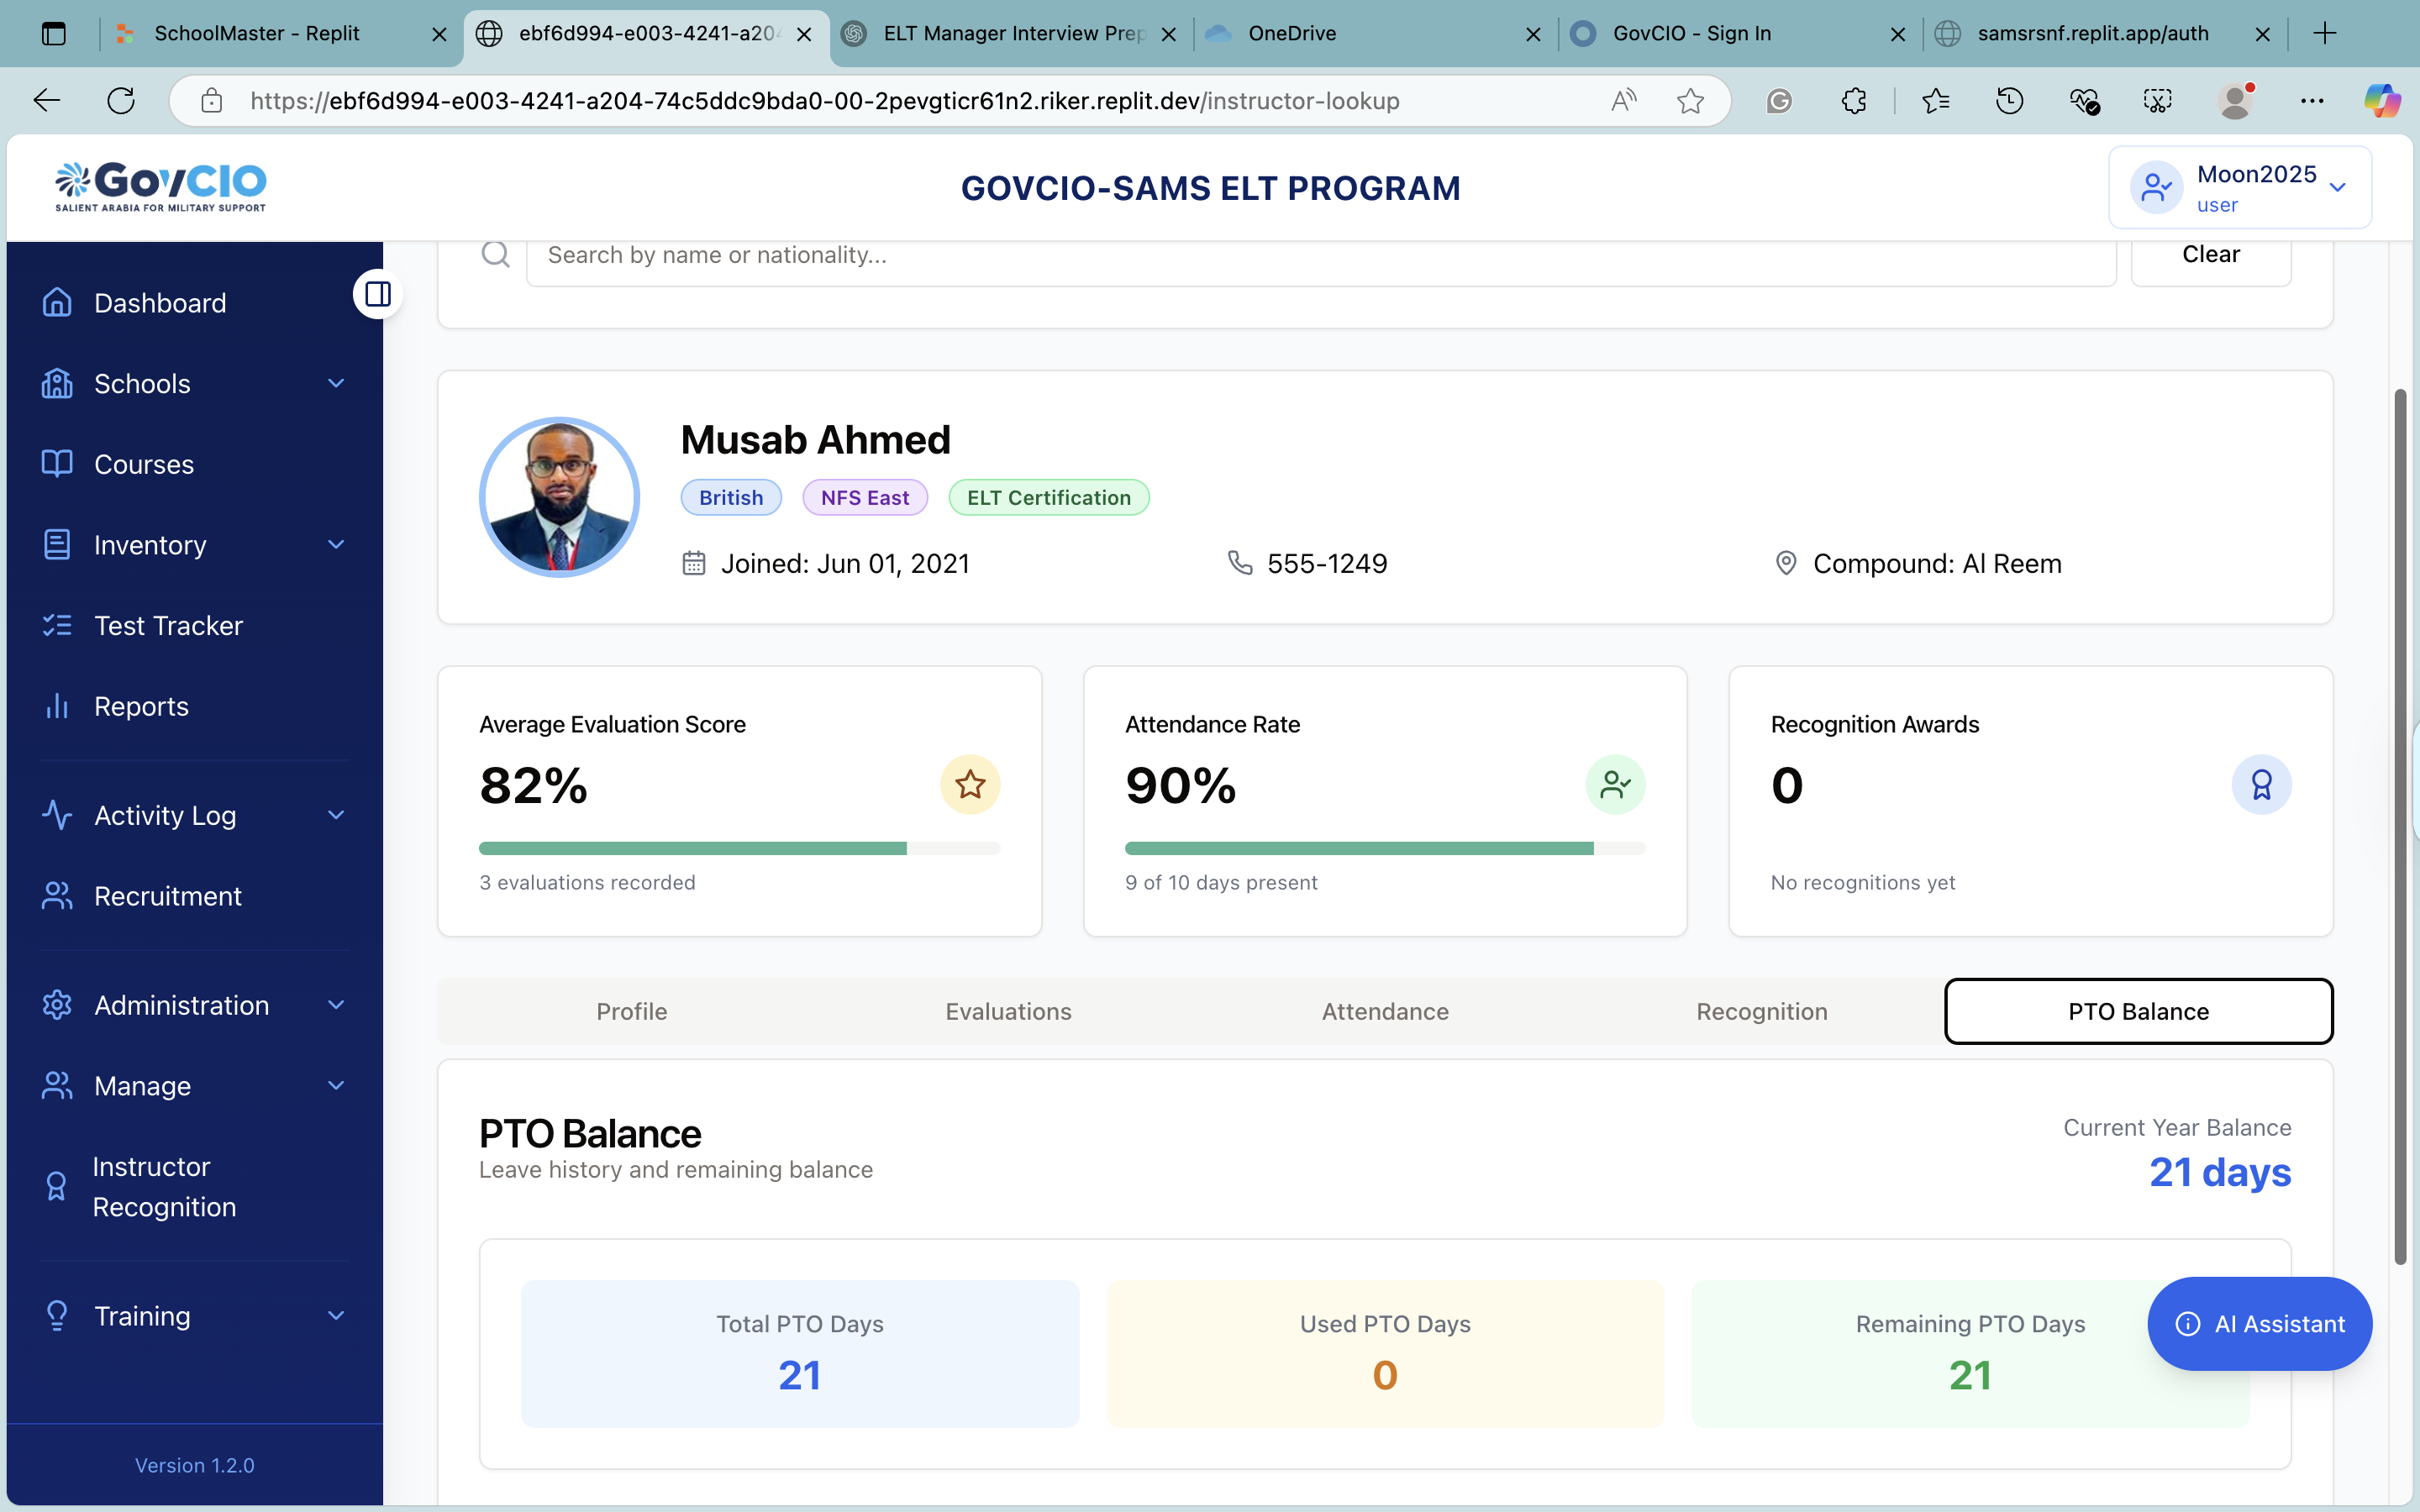 SchoolMaster - Replit
ebf6d994-e003-4241-a204
ELT Manager Interview Prep
OneDrive
GovCIO - Sign In
samsrsnf.replit.app/auth
https://ebf6d994-e003-4241-a204-74c5ddc9bda0-00-2pevgticr61n2.riker.replit.dev/instructor-lookup
GovCIO
SALIENT ARABIA FOR MILITARY SUPPORT
GOVCIO-SAMS ELT PROGRAM
Moon2025
user
Dashboard
Schools
Courses
Inventory
Test Tracker
Reports
Activity Log
Recruitment
Administration
Manage
Instructor
Recognition
Training
Version 1.2.0
Search by name or nationality...
Clear
Musab Ahmed
British
NFS East
ELT Certification
Joined: Jun 01, 2021
555-1249
Compound: Al Reem
Average Evaluation Score
82%
3 evaluations recorded
Attendance Rate
90%
9 of 10 days present
Recognition Awards
0
No recognitions yet
Profile
Evaluations
Attendance
Recognition
PTO Balance
PTO Balance
Leave history and remaining balance
Current Year Balance
21 days
Total PTO Days
21
Used PTO Days
0
Remaining PTO Days
21
AI Assistant